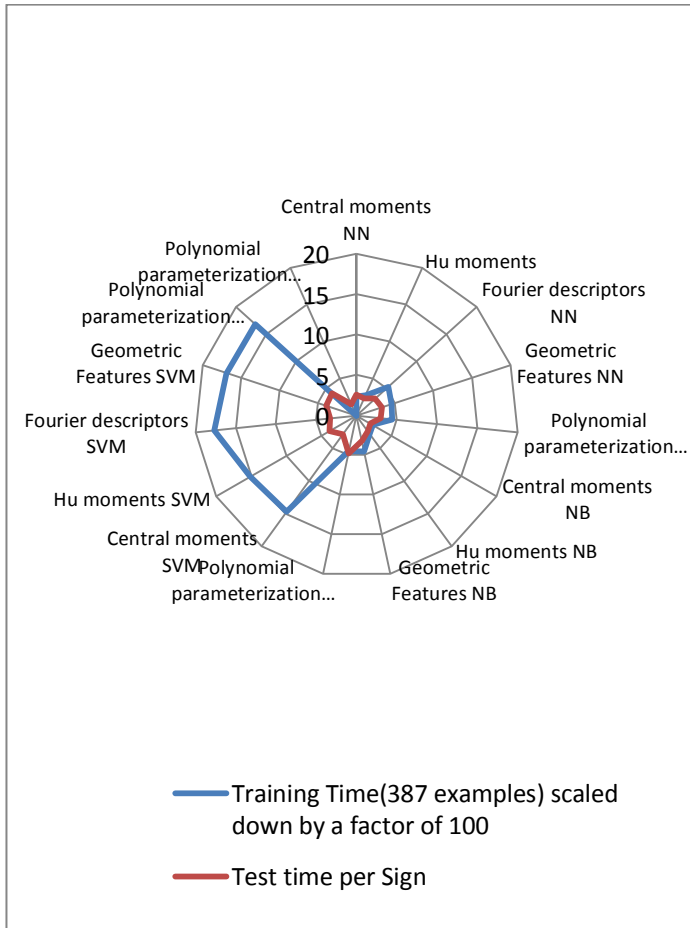 Central moments
NN
Hu moments
Fourier descriptors
NN
Geometric
Features NN
Polynomial
parameterization...
Central moments
NB
Hu moments NB
Geometric
Features NB
Polynomial
parameterization...
Central moments
SVM
Hu moments SVM
Fourier descriptors
SVM
Geometric
Features SVM
Polynomial
parameterization...
Polynomial
parameterization...
20
15
10
5
0
Training Time(387 examples) scaled
down by a factor of 100
Test time per Sign